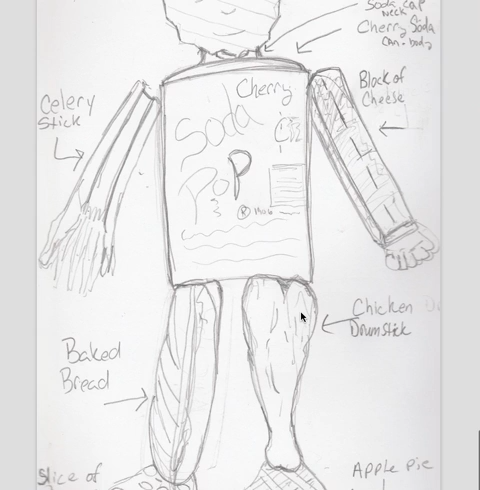 Soda cap
neck
Cherry Soda
can-body
Block of
Cheese
Celery
Stick
Cherry
Soda
Pop
Chicken
Drumstick
Baked
Bread
Slice of
Apple Pie